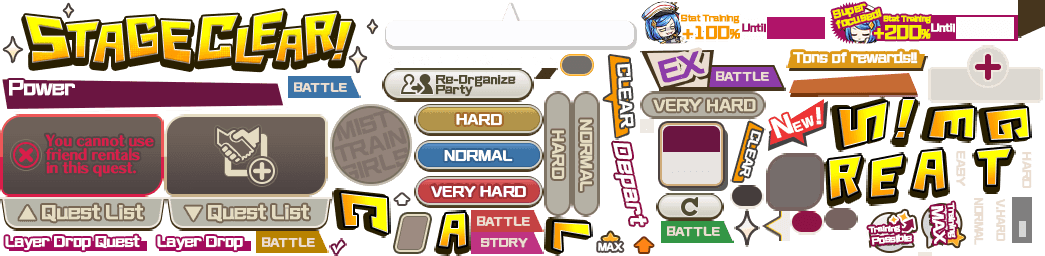 STAGE CLEAR!
Stat Training
+100%
Until
Super focused!!
Stat Training
+200%
Until
Power
BATTLE
Re-Organize
Party
CLEAR
EX
BATTLE
Tons of rewards!!
You cannot use
friend rentals
in this quest.
MIST
TRAIN
GIRLS
HARD
NORMAL
VERY HARD
HARD
NORMAL
VERY HARD
NEW!
CLEAR
S!EG
REAT
EASY
HARD
NORMAL
V.HARD
Quest List
Quest List
G
A
L
BATTLE
STORY
Depart
MAX
BATTLE
Training
Possible
Training
MAX
Layer Drop Quest
Layer Drop
BATTLE